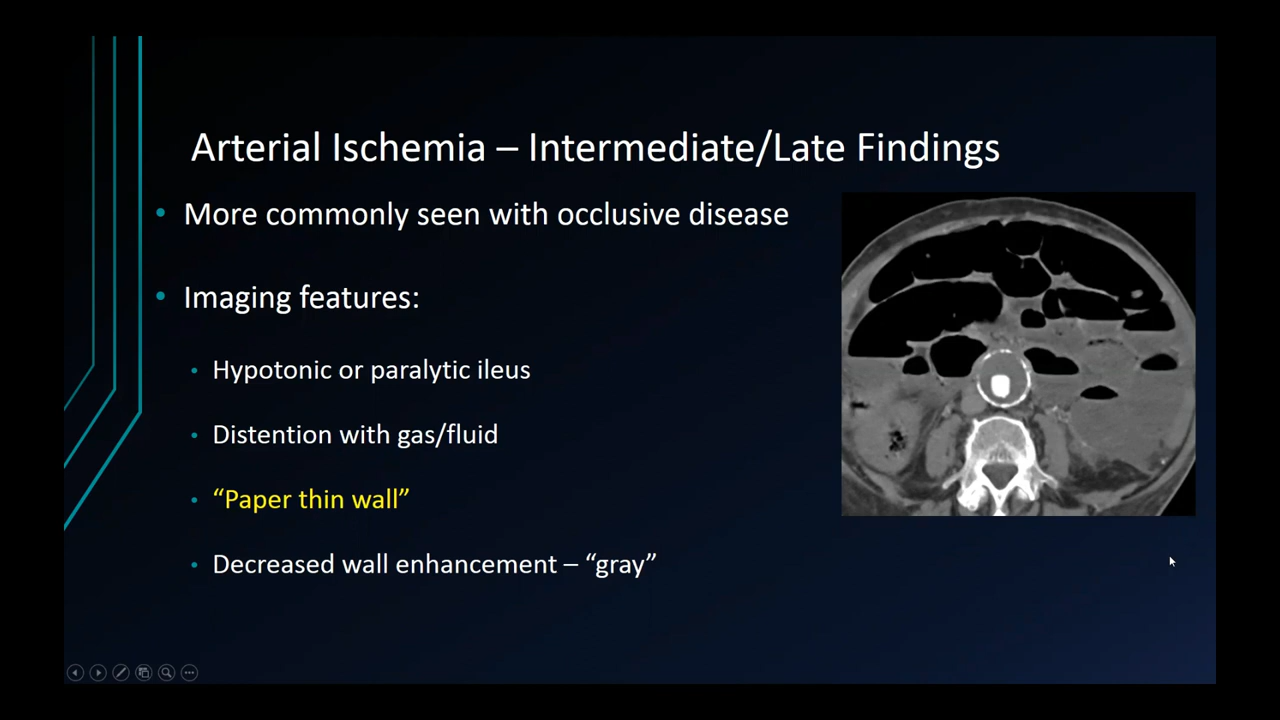 Arterial Ischemia – Intermediate/Late Findings
• More commonly seen with occlusive disease
• Imaging features:
• Hypotonic or paralytic ileus
• Distention with gas/fluid
• “Paper thin wall”
• Decreased wall enhancement – “gray”